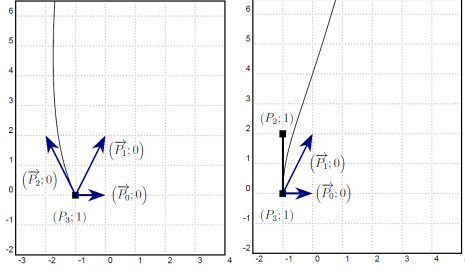 6
5
4
3
2
1
0
-1
-2
-3 -2 -1 0 1 2 3 4
(P⃗₁; 0)
(P⃗₂; 0)
(P⃗₀; 0)
(P₃; 1)
6
5
4
3
2
1
0
-1
-2
-2 -1 0 1 2 3 4 5
(P₂; 1)
(P⃗₁; 0)
(P⃗₀; 0)
(P₃; 1)